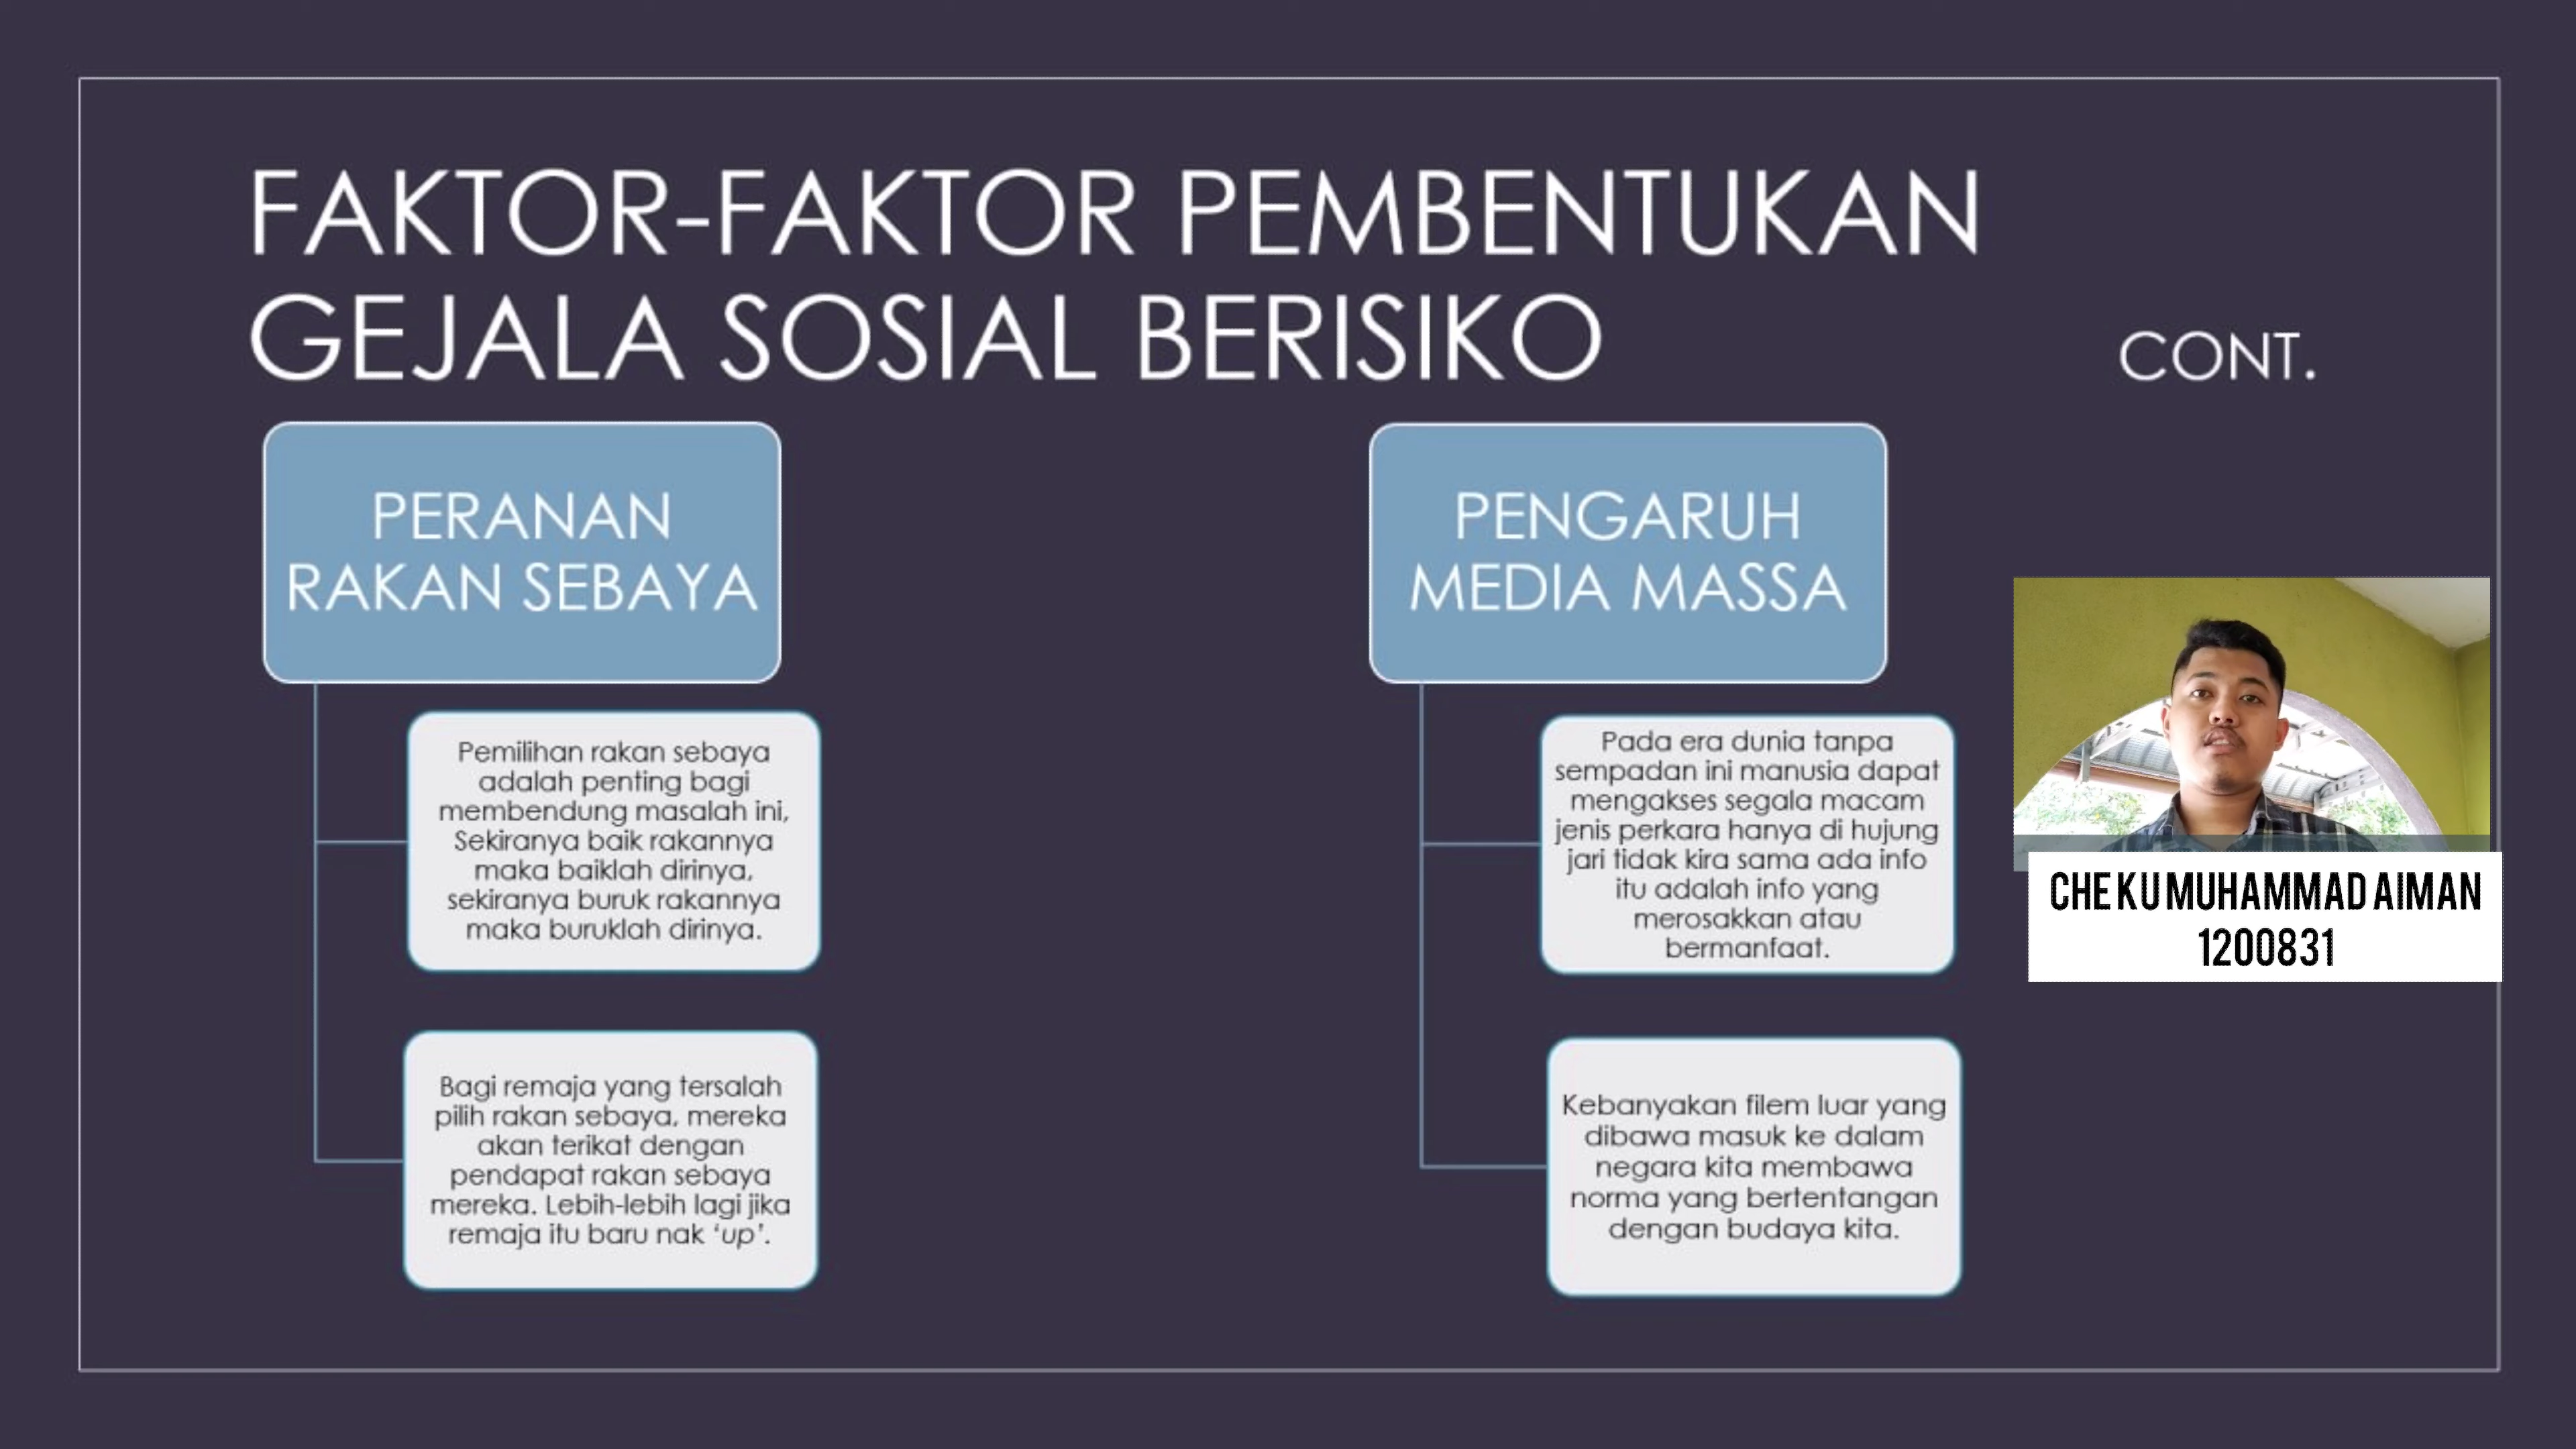 FAKTOR-FAKTOR PEMBENTUKAN
GEJALA SOSIAL BERISIKO
CONT.
PERANAN
RAKAN SEBAYA
Pemilihan rakan sebaya
adalah penting bagi
membendung masalah ini,
Sekiranya baik rakannya
maka baiklah dirinya,
sekiranya buruk rakannya
maka buruklah dirinya.
Bagi remaja yang tersalah
pilih rakan sebaya, mereka
akan terikat dengan
pendapat rakan sebaya
mereka. Lebih-lebih lagi jika
remaja itu baru nak ‘up’.
PENGARUH
MEDIA MASSA
Pada era dunia tanpa
sempadan ini manusia dapat
mengakses segala macam
jenis perkara hanya di hujung
jari tidak kira sama ada info
itu adalah info yang
merosakkan atau
bermanfaat.
Kebanyakan filem luar yang
dibawa masuk ke dalam
negara kita membawa
norma yang bertentangan
dengan budaya kita.
CHE KU MUHAMMAD AIMAN
1200831